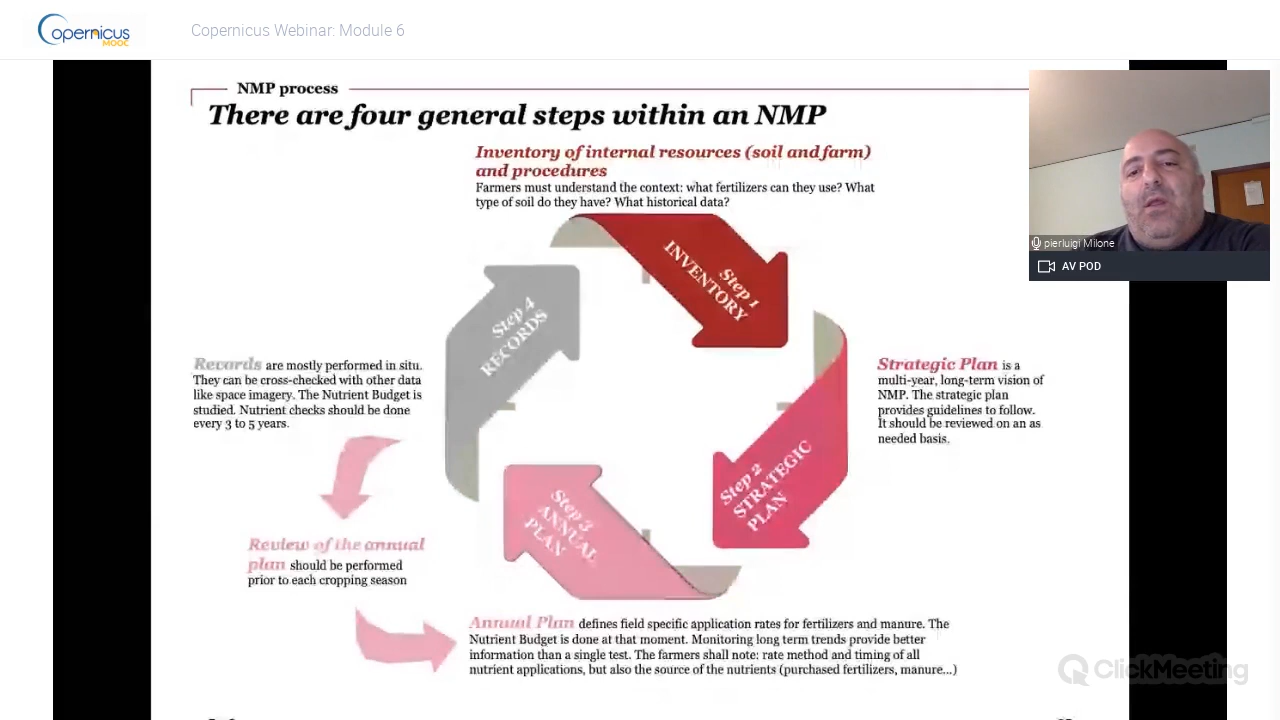 Copernicus
MOOC
Copernicus Webinar: Module 6
NMP process
There are four general steps within an NMP
Inventory of internal resources (soil and farm)
and procedures
Farmers must understand the context: what fertilizers can they use? What
type of soil do they have? What historical data?
pierluigi Milone
AV POD
Step 1
INVENTORY
Step 4
RECORDS
Records are mostly performed in situ.
They can be cross-checked with other data
like space imagery. The Nutrient Budget is
studied. Nutrient checks should be done
every 3 to 5 years.
Strategic Plan is a
multi-year, long-term vision of
NMP. The strategic plan
provides guidelines to follow.
It should be reviewed on an as
needed basis.
Step 2
STRATEGIC
PLAN
Step 3
ANNUAL
PLAN
Review of the annual
plan should be performed
prior to each cropping season
Annual Plan defines field specific application rates for fertilizers and manure. The
Nutrient Budget is done at that moment. Monitoring long term trends provide better
information than a single test. The farmers shall note: rate method and timing of all
nutrient applications, but also the source of the nutrients (purchased fertilizers, manure...)
ClickMeeting